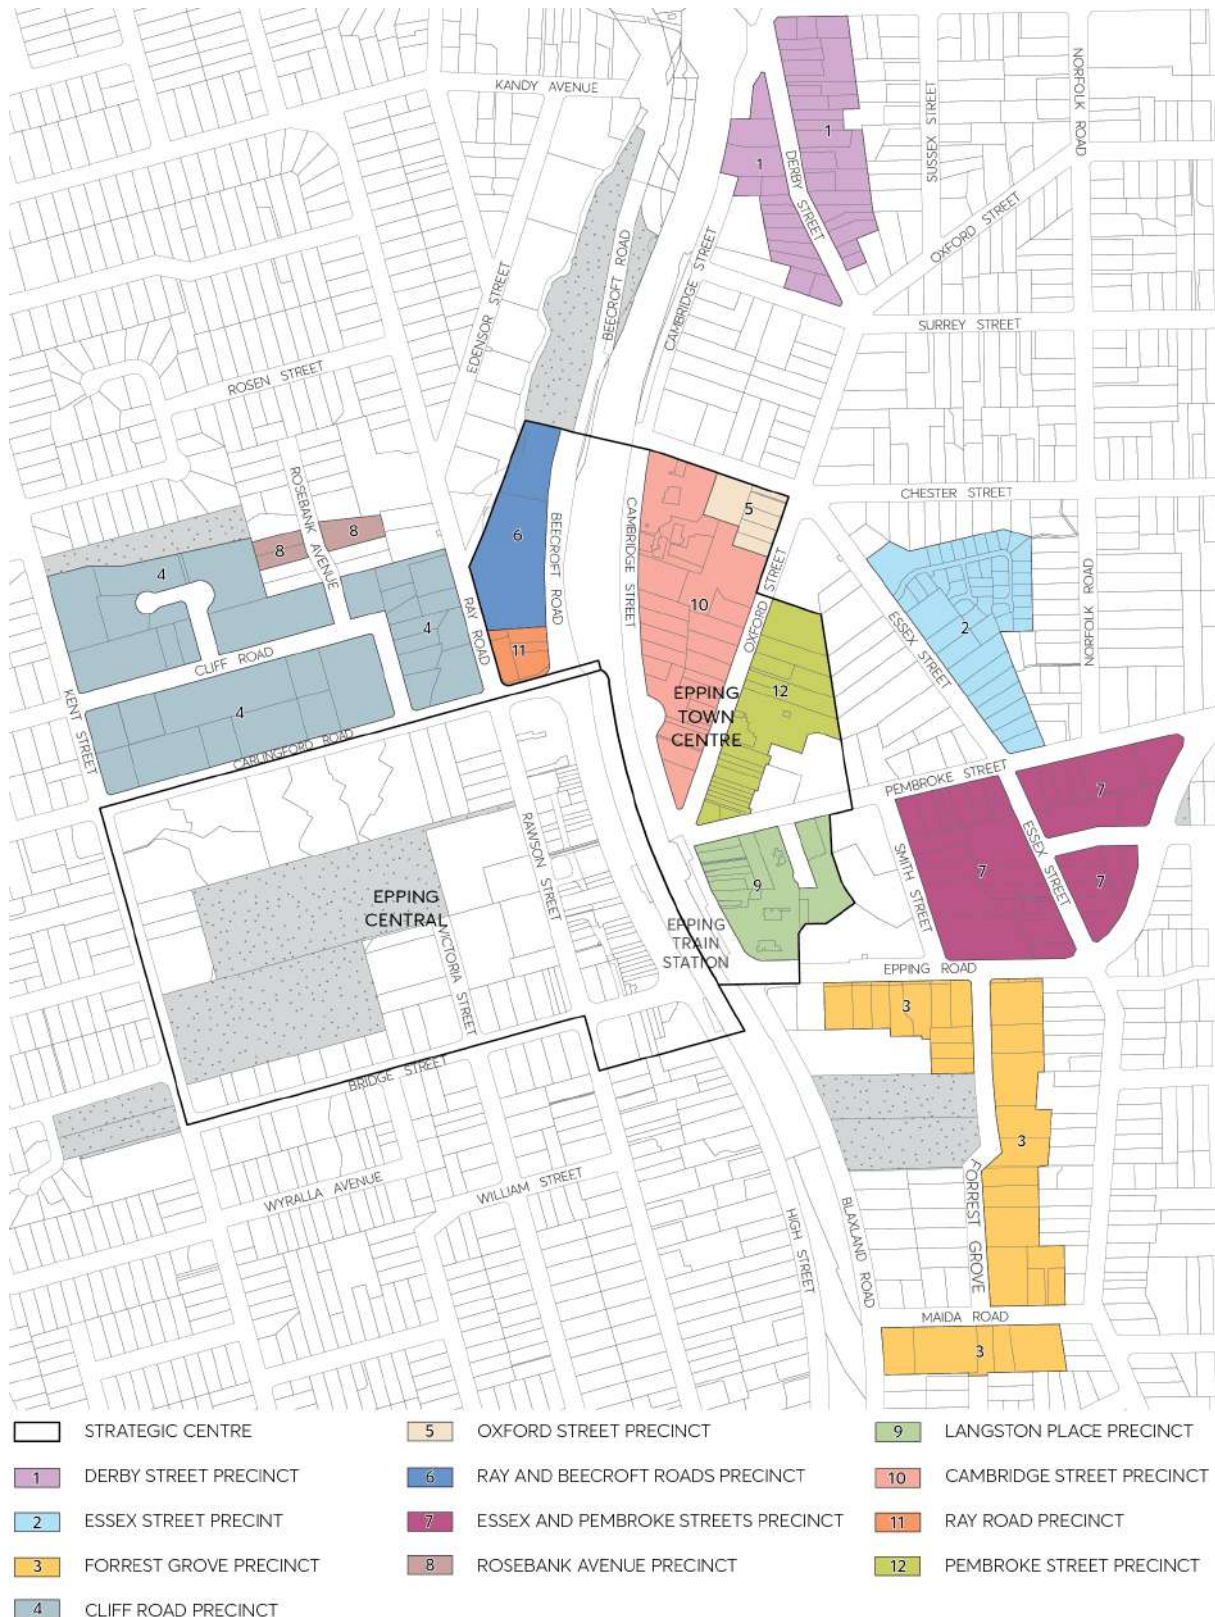 KANDY AVENUE
NORFOLK ROAD
SUSSEX STREET
1
1
DERBY STREET
OXFORD STREET
BEECROFT ROAD
CAMBRIDGE STREET
EDENSOR STREET
SURREY STREET
ROSEN STREET
ROSEBANK AVENUE
CHESTER STREET
5
CAMBRIDGE STREET
BEECROFT ROAD
6
8
8
4
OXFORD STREET
10
RAY ROAD
4
ESSEX STREET
2
NORFOLK ROAD
11
CLIFF ROAD
12
EPPING
TOWN
CENTRE
4
KENT STREET
CARLINGFORD ROAD
PEMBROKE STREET
7
RAWSON STREET
ESSEX STREET
SMITH STREET
7
7
9
EPPING
CENTRAL
VICTORIA STREET
EPPING
TRAIN
STATION
EPPING ROAD
3
BRIDGE STREET
3
FORREST GROVE
WYRALLA AVENUE
WILLIAM STREET
HIGH STREET
BLAXLAND ROAD
MAIDA ROAD
3
STRATEGIC CENTRE
1 DERBY STREET PRECINCT
2 ESSEX STREET PRECINT
3 FORREST GROVE PRECINCT
4 CLIFF ROAD PRECINCT
5 OXFORD STREET PRECINCT
6 RAY AND BEECROFT ROADS PRECINCT
7 ESSEX AND PEMBROKE STREETS PRECINCT
8 ROSEBANK AVENUE PRECINCT
9 LANGSTON PLACE PRECINCT
10 CAMBRIDGE STREET PRECINCT
11 RAY ROAD PRECINCT
12 PEMBROKE STREET PRECINCT